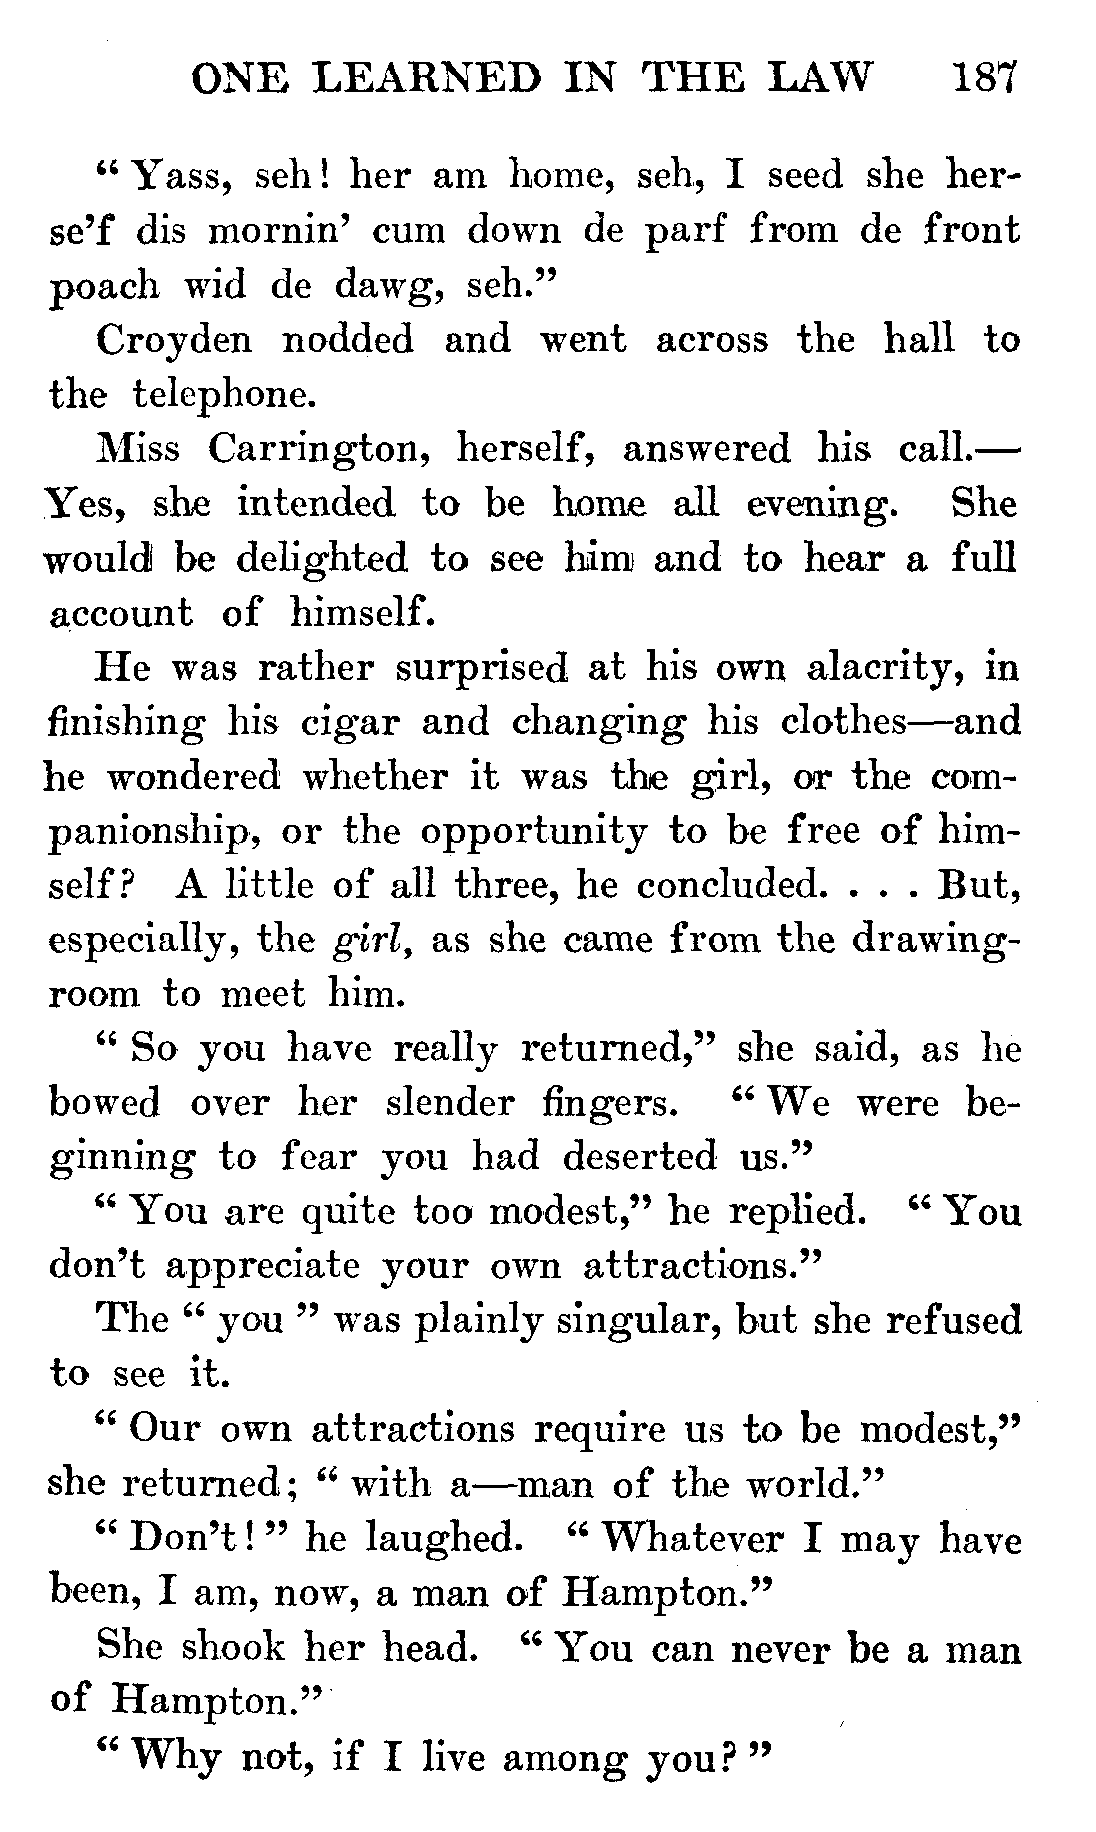 ONE LEARNED IN THE LAW 187
“ Yass, seh! her am home, seh, I seed she her-
se’f dis mornin’ cum down de parf from de front
poach wid de dawg, seh.”
Croyden nodded and went across the hall to
the telephone.
Miss Carrington, herself, answered his call.—
Yes, she intended to be home all evening. She
would be delighted to see him and to hear a full
account of himself.
He was rather surprised at his own alacrity, in
finishing his cigar and changing his clothes—and
he wondered whether it was the girl, or the com-
panionship, or the opportunity to be free of him-
self? A little of all three, he concluded. . . . But,
especially, the girl, as she came from the drawing-
room to meet him.
“ So you have really returned,” she said, as he
bowed over her slender fingers. “ We were be-
ginning to fear you had deserted us.”
“ You are quite too modest,” he replied. “ You
don’t appreciate your own attractions.”
The “ you ” was plainly singular, but she refused
to see it.
“ Our own attractions require us to be modest,”
she returned; “ with a—man of the world.”
“ Don’t! ” he laughed. “ Whatever I may have
been, I am, now, a man of Hampton.”
She shook her head. “ You can never be a man
of Hampton.”
“ Why not, if I live among you? ”